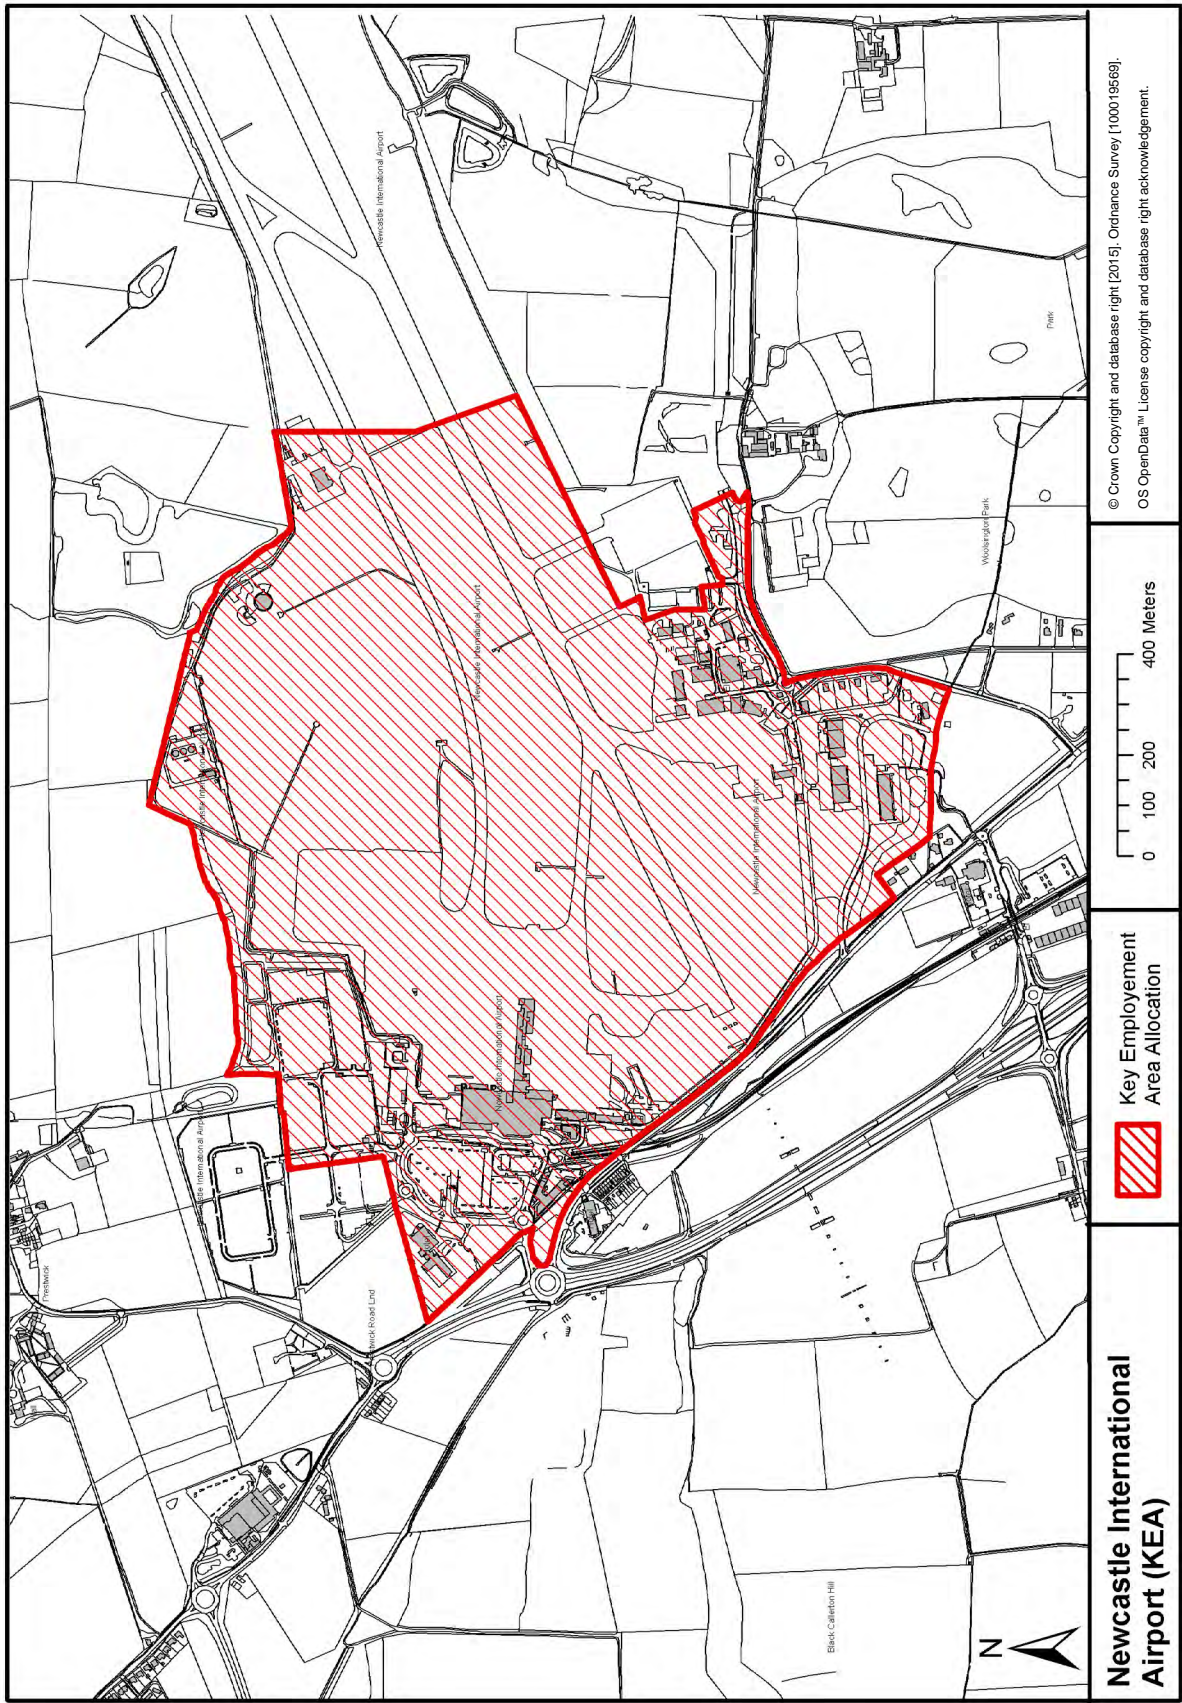 Newcastle International
Airport (KEA)
Key Employement
Area Allocation
0 100 200 400 Meters
© Crown Copyright and database right [2015]. Ordnance Survey [100019569].
OS OpenData™ License copyright and database right acknowledgement.
N
Prestwick
Newcastle International Airport
Newcastle International Airport
Newcastle International Airport
Newcastle International Airport
Woolsington Park
Park
Black Callerton Hill